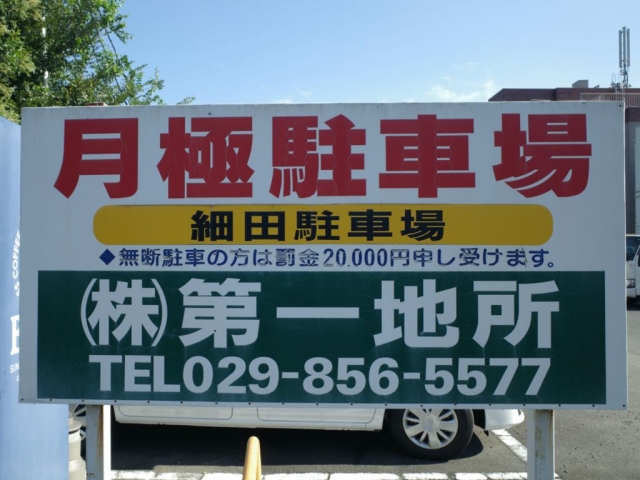 月極駐車場
細田駐車場
◆無断駐車の方は罰金20.000円申し受けます。
㈱第一地所
TEL029-856-5577